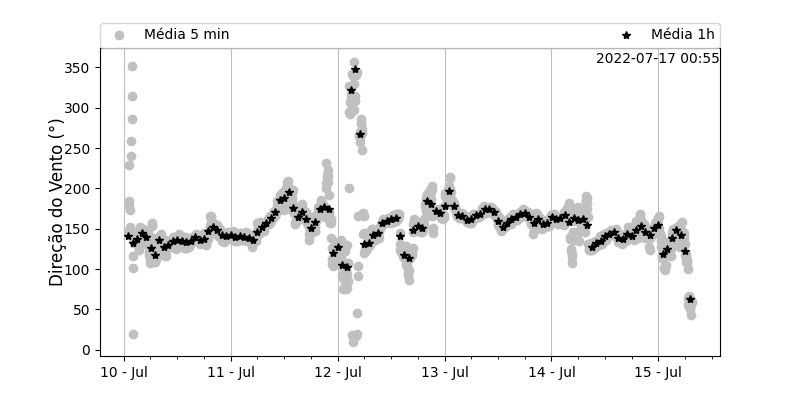 Média 5 min
Média 1h
2022-07-17 00:55
Direção do Vento (°)
350
300
250
200
150
100
50
0
10 - Jul
11 - Jul
12 - Jul
13 - Jul
14 - Jul
15 - Jul